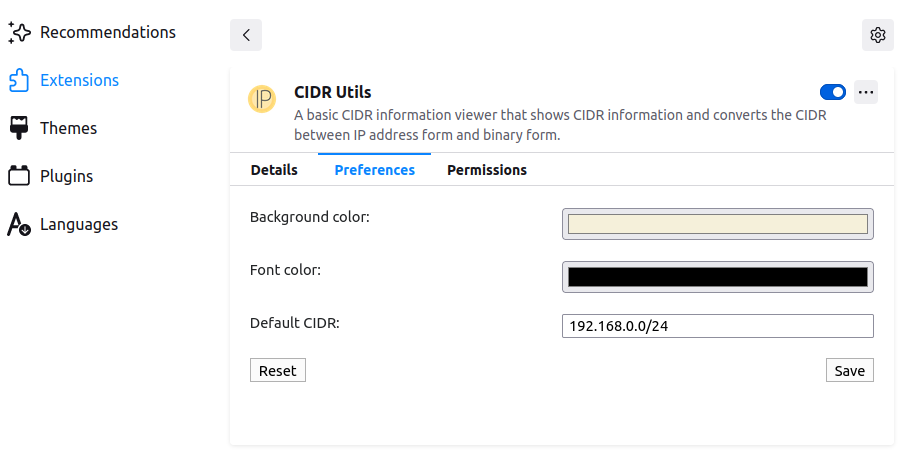 Recommendations
Extensions
Themes
Plugins
Languages
IP
CIDR Utils
A basic CIDR information viewer that shows CIDR information and converts the CIDR
between IP address form and binary form.
Details Preferences Permissions
Background color:
Font color:
Default CIDR: 192.168.0.0/24
Reset Save